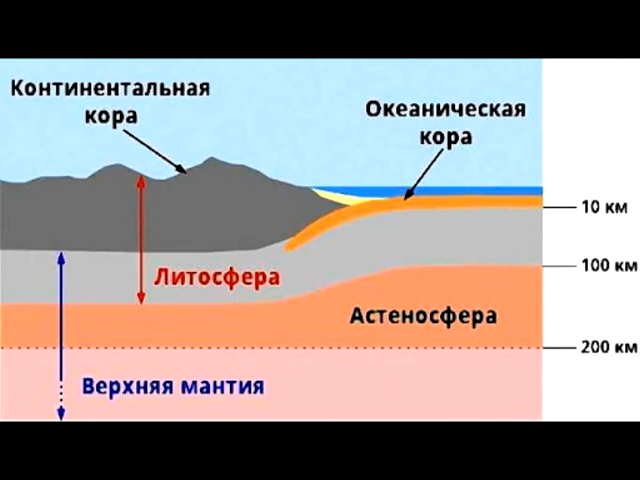 Континентальная
кора
Океаническая
кора
10 км
100 км
Литосфера
Астеносфера
200 км
Верхняя мантия